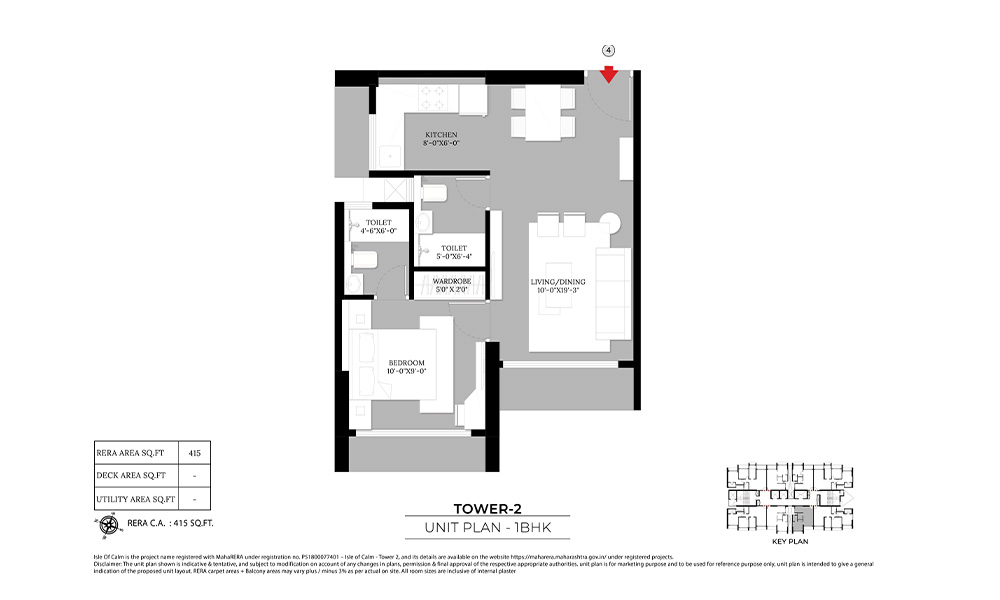 4
KITCHEN
8'-0"X6'-0"
TOILET
4'-6"X6'-0"
TOILET
5'-0"X6'-4"
WARDROBE
5'0" X 2'0"
LIVING/DINING
10'-0"X19'-3"
BEDROOM
10'-0"X9'-0"
RERA AREA SQ.FT 415
DECK AREA SQ.FT -
UTILITY AREA SQ.FT -
RERA C.A. : 415 SQ.FT.
TOWER-2
UNIT PLAN - 1BHK
KEY PLAN
Isle Of Calm is the project name registered with MahaRERA under registration no. P51800077401 – Isle of Calm - Tower 2, and its details are available on the website https://maharera.maharashtra.gov.in/ under registered projects.
Disclaimer: The unit plan shown is indicative & tentative, and subject to modification on account of any changes in plans, permission & final approval of the respective appropriate authorities. unit plan is for marketing purpose and to be used for reference purpose only, unit plan is intended to give a general
indication of the proposed unit layout. RERA carpet areas + Balcony areas may vary plus / minus 3% as per actual on site. All room sizes are inclusive of internal plaster